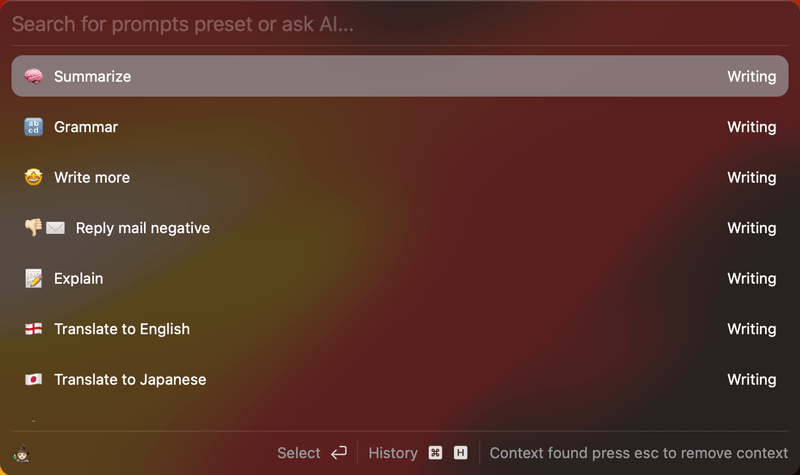 Search for prompts preset or ask AI...
Summarize Writing
Grammar Writing
Write more Writing
Reply mail negative Writing
Explain Writing
Translate to English Writing
Translate to Japanese Writing
Select History ⌘ H Context found press esc to remove context